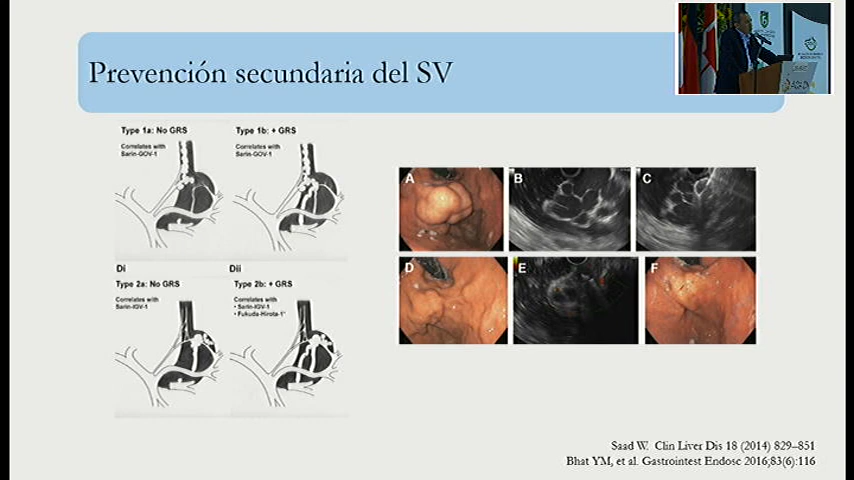 Prevención secundaria del SV
Type 1a: No GRS
Correlates with
Sarin-GOV-1
Type 1b: + GRS
Correlates with
Sarin-GOV-1
Di
Type 2a: No GRS
Correlates with
Sarin-IGV-1
Dii
Type 2b: + GRS
Correlates with
• Sarin-IGV-1
• Fukuda-Hirota-1*
A
B
C
D
E
F
Saad W. Clin Liver Dis 18 (2014) 829–851
Bhat YM, et al. Gastrointest Endosc 2016;83(6):116